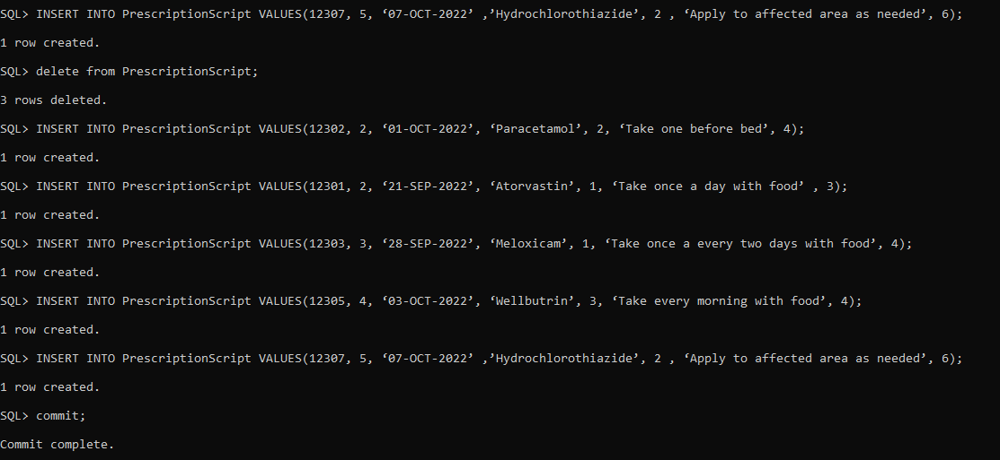 SQL> INSERT INTO PrescriptionScript VALUES(12307, 5, ‘07-OCT-2022’ ,’Hydrochlorothiazide’, 2 , ‘Apply to affected area as needed’, 6);
1 row created.
SQL> delete from PrescriptionScript;
3 rows deleted.
SQL> INSERT INTO PrescriptionScript VALUES(12302, 2, ‘01-OCT-2022’, ‘Paracetamol’, 2, ‘Take one before bed’, 4);
1 row created.
SQL> INSERT INTO PrescriptionScript VALUES(12301, 2, ‘21-SEP-2022’, ‘Atorvastin’, 1, ‘Take once a day with food’ , 3);
1 row created.
SQL> INSERT INTO PrescriptionScript VALUES(12303, 3, ‘28-SEP-2022’, ‘Meloxicam’, 1, ‘Take once a every two days with food’, 4);
1 row created.
SQL> INSERT INTO PrescriptionScript VALUES(12305, 4, ‘03-OCT-2022’, ‘Wellbutrin’, 3, ‘Take every morning with food’, 4);
1 row created.
SQL> INSERT INTO PrescriptionScript VALUES(12307, 5, ‘07-OCT-2022’ ,’Hydrochlorothiazide’, 2 , ‘Apply to affected area as needed’, 6);
1 row created.
SQL> commit;
Commit complete.